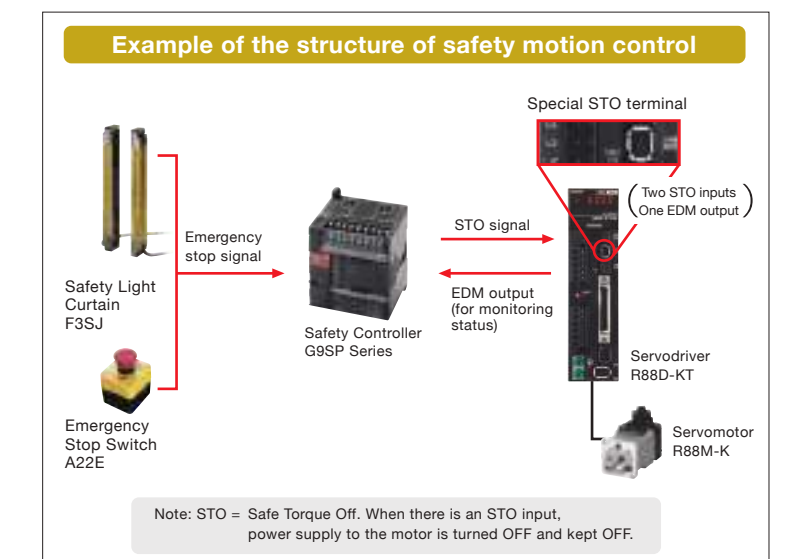 Example of the structure of safety motion control
Special STO terminal
(Two STO inputs
One EDM output)
Emergency
stop signal
STO signal
EDM output
(for monitoring
status)
Safety Light
Curtain
F3SJ
Safety Controller
G9SP Series
Servodriver
R88D-KT
Emergency
Stop Switch
A22E
Servomotor
R88M-K
Note: STO = Safe Torque Off. When there is an STO input,
power supply to the motor is turned OFF and kept OFF.